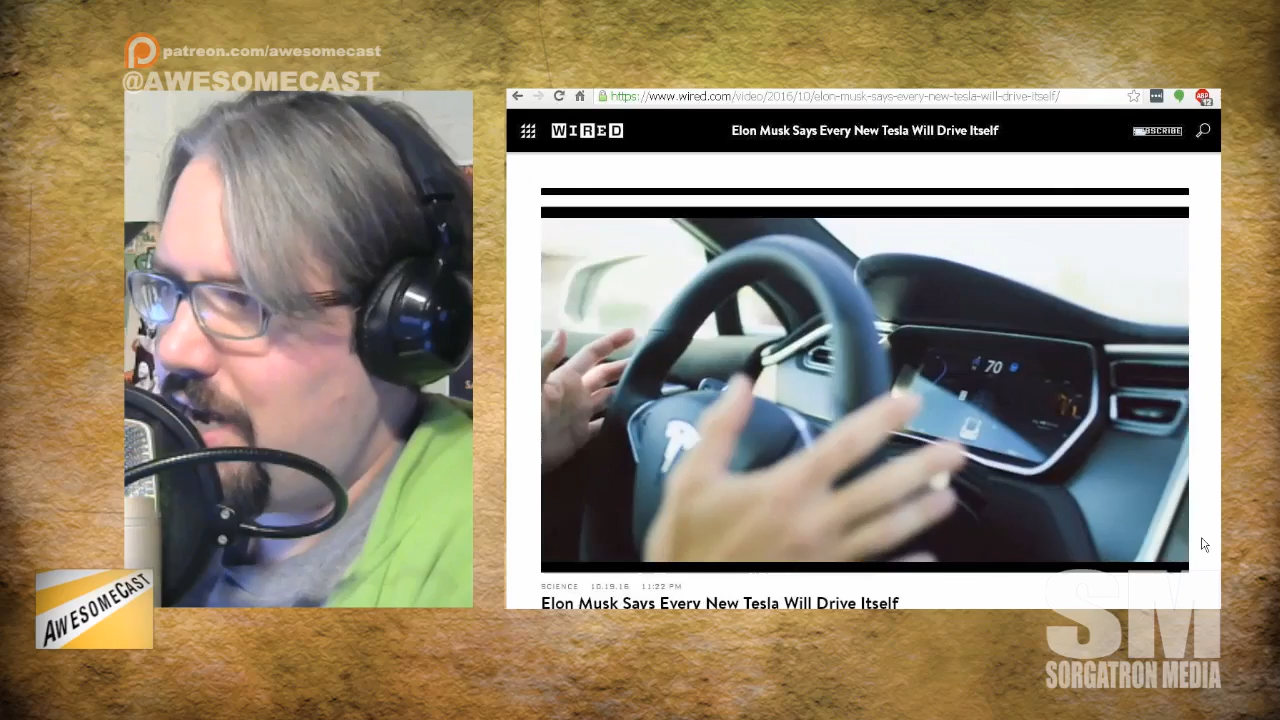 patreon.com/awesomecast
@AWESOMECAST
https://www.wired.com/video/2016/10/elon-musk-says-every-new-tesla-will-drive-itself/
ABP
12
WIRED
Elon Musk Says Every New Tesla Will Drive Itself
70
SCIENCE 10.19.16 11:22 PM
Elon Musk Says Every New Tesla Will Drive Itself
AWESOMECAST
SM
SORGATRON MEDIA